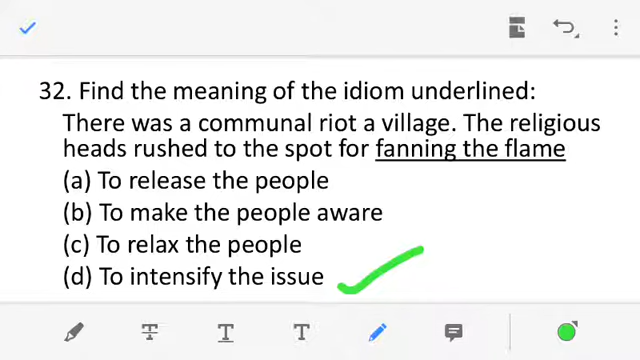 32. Find the meaning of the idiom underlined:
There was a communal riot a village. The religious
heads rushed to the spot for fanning the flame
(a) To release the people
(b) To make the people aware
(c) To relax the people
(d) To intensify the issue
T T T